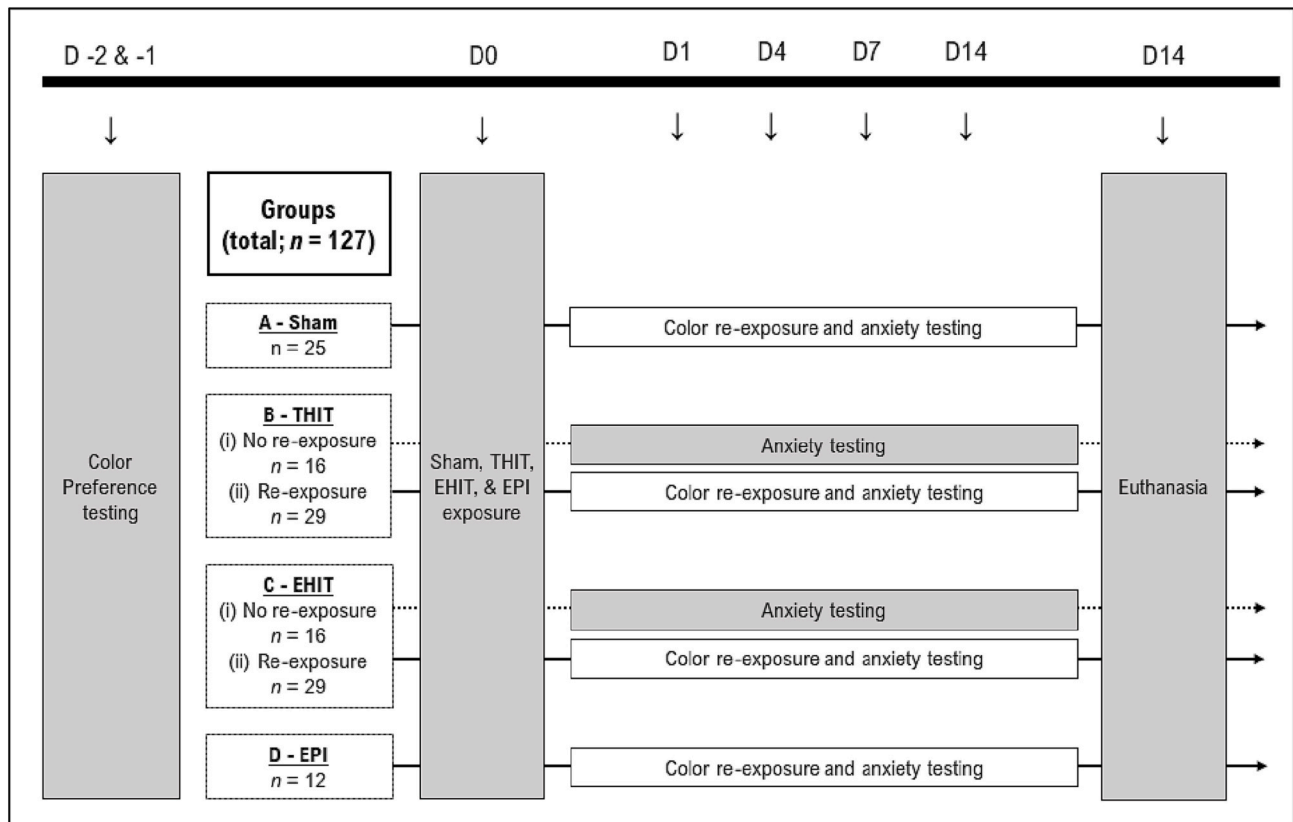 D -2 & -1
D0
D1
D4
D7
D14
D14
↓
↓
↓
↓
↓
↓
↓
Groups
(total; n = 127)
A - Sham
n = 25
Color re-exposure and anxiety testing
B - THIT
(i) No re-exposure
n = 16
(ii) Re-exposure
n = 29
Anxiety testing
Color re-exposure and anxiety testing
Color
Preference
testing
Sham, THIT,
EHIT, & EPI
exposure
Euthanasia
C - EHIT
(i) No re-exposure
n = 16
(ii) Re-exposure
n = 29
Anxiety testing
Color re-exposure and anxiety testing
D - EPI
n = 12
Color re-exposure and anxiety testing